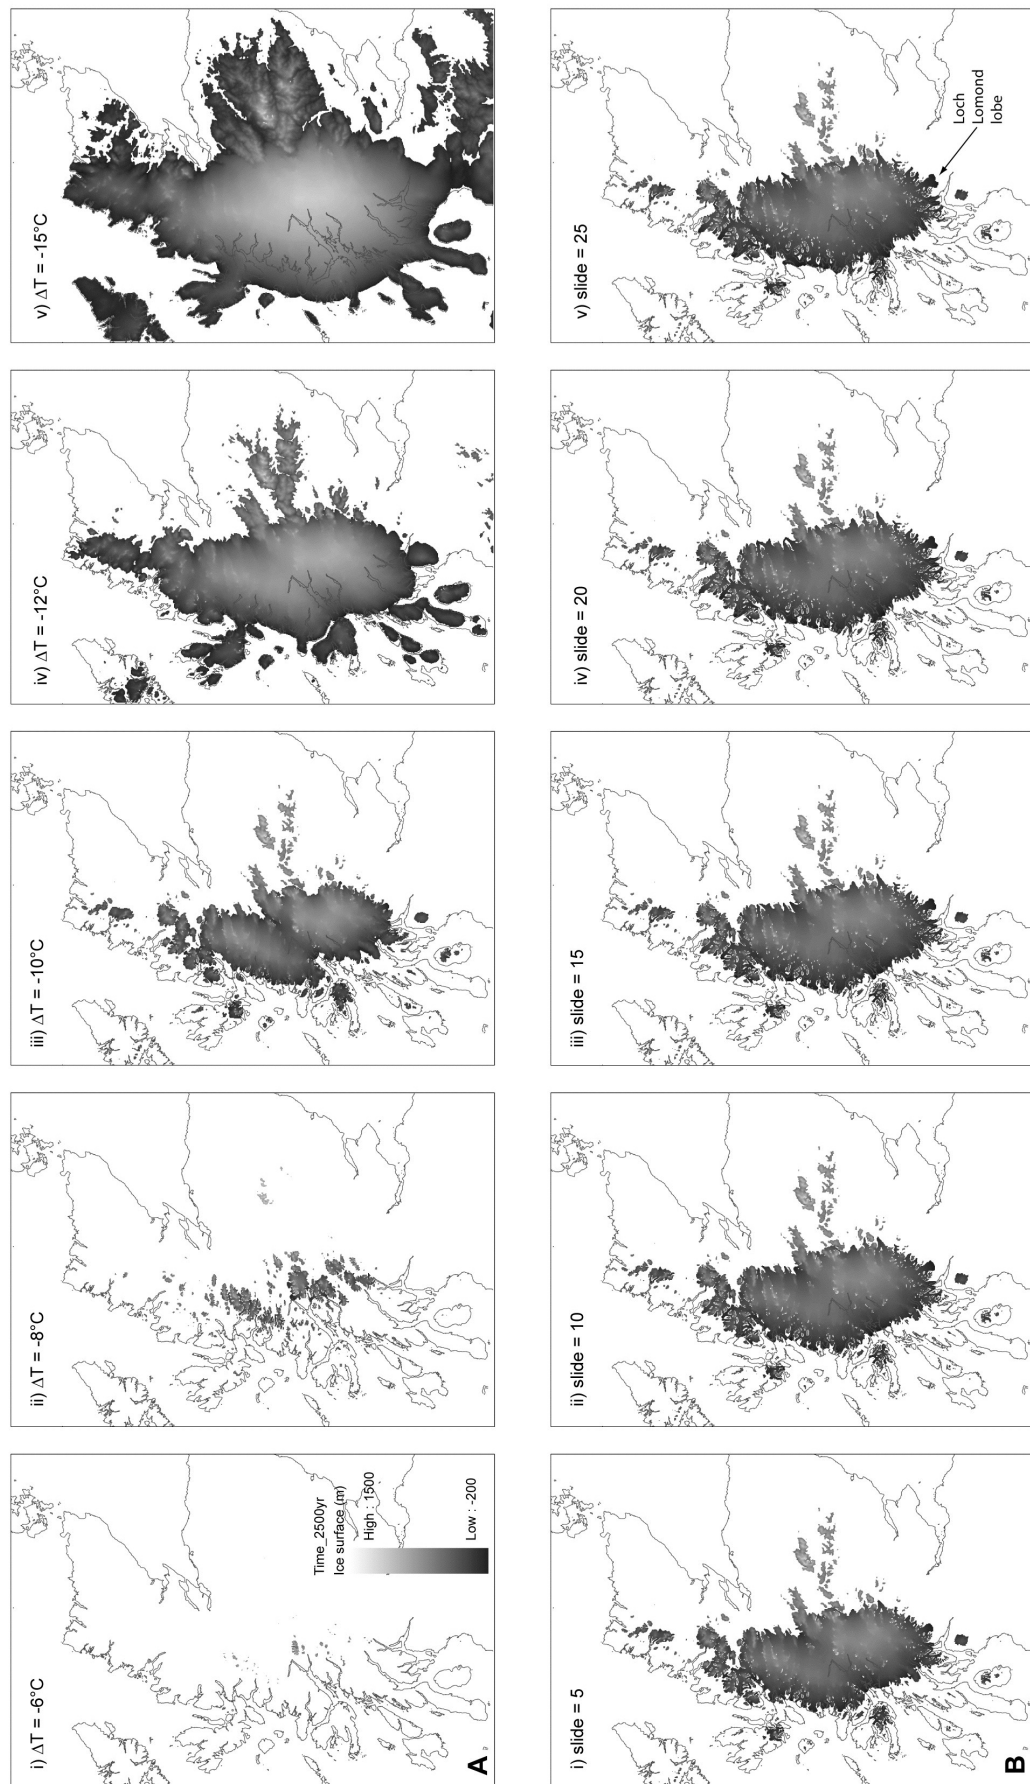 i) ΔT = -6°C
Time_2500yr
Ice surface (m)
High : 1500
Low : -200
A
ii) ΔT = -8°C
iii) ΔT = -10°C
iv) ΔT = -12°C
v) ΔT = -15°C
i) slide = 5
B
ii) slide = 10
iii) slide = 15
iv) slide = 20
v) slide = 25
Loch
Lomond
lobe